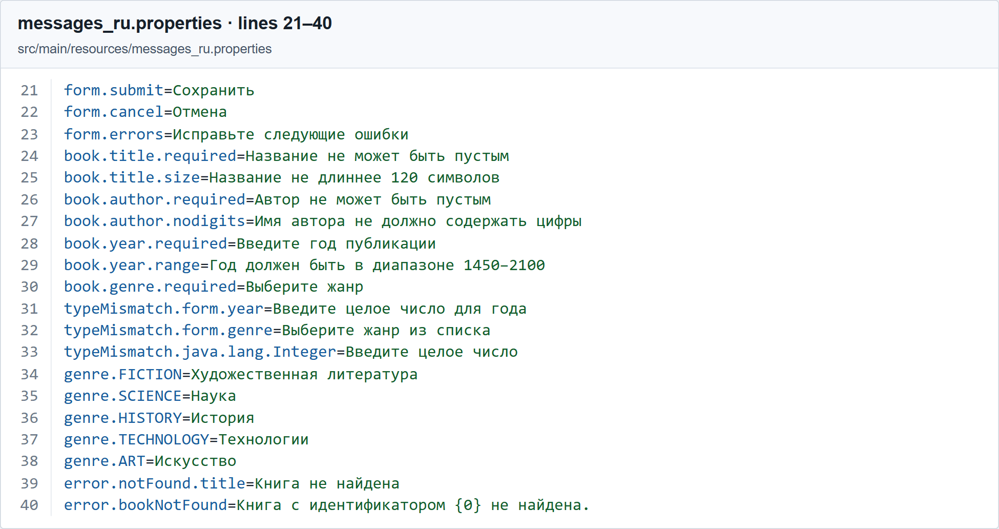 messages_ru.properties · lines 21–40
src/main/resources/messages_ru.properties
21 form.submit=Сохранить
22 form.cancel=Отмена
23 form.errors=Исправьте следующие ошибки
24 book.title.required=Название не может быть пустым
25 book.title.size=Название не длиннее 120 символов
26 book.author.required=Автор не может быть пустым
27 book.author.nodigits=Имя автора не должно содержать цифры
28 book.year.required=Введите год публикации
29 book.year.range=Год должен быть в диапазоне 1450–2100
30 book.genre.required=Выберите жанр
31 typeMismatch.form.year=Введите целое число для года
32 typeMismatch.form.genre=Выберите жанр из списка
33 typeMismatch.java.lang.Integer=Введите целое число
34 genre.FICTION=Художественная литература
35 genre.SCIENCE=Наука
36 genre.HISTORY=История
37 genre.TECHNOLOGY=Технологии
38 genre.ART=Искусство
39 error.notFound.title=Книга не найдена
40 error.bookNotFound=Книга с идентификатором {0} не найдена.